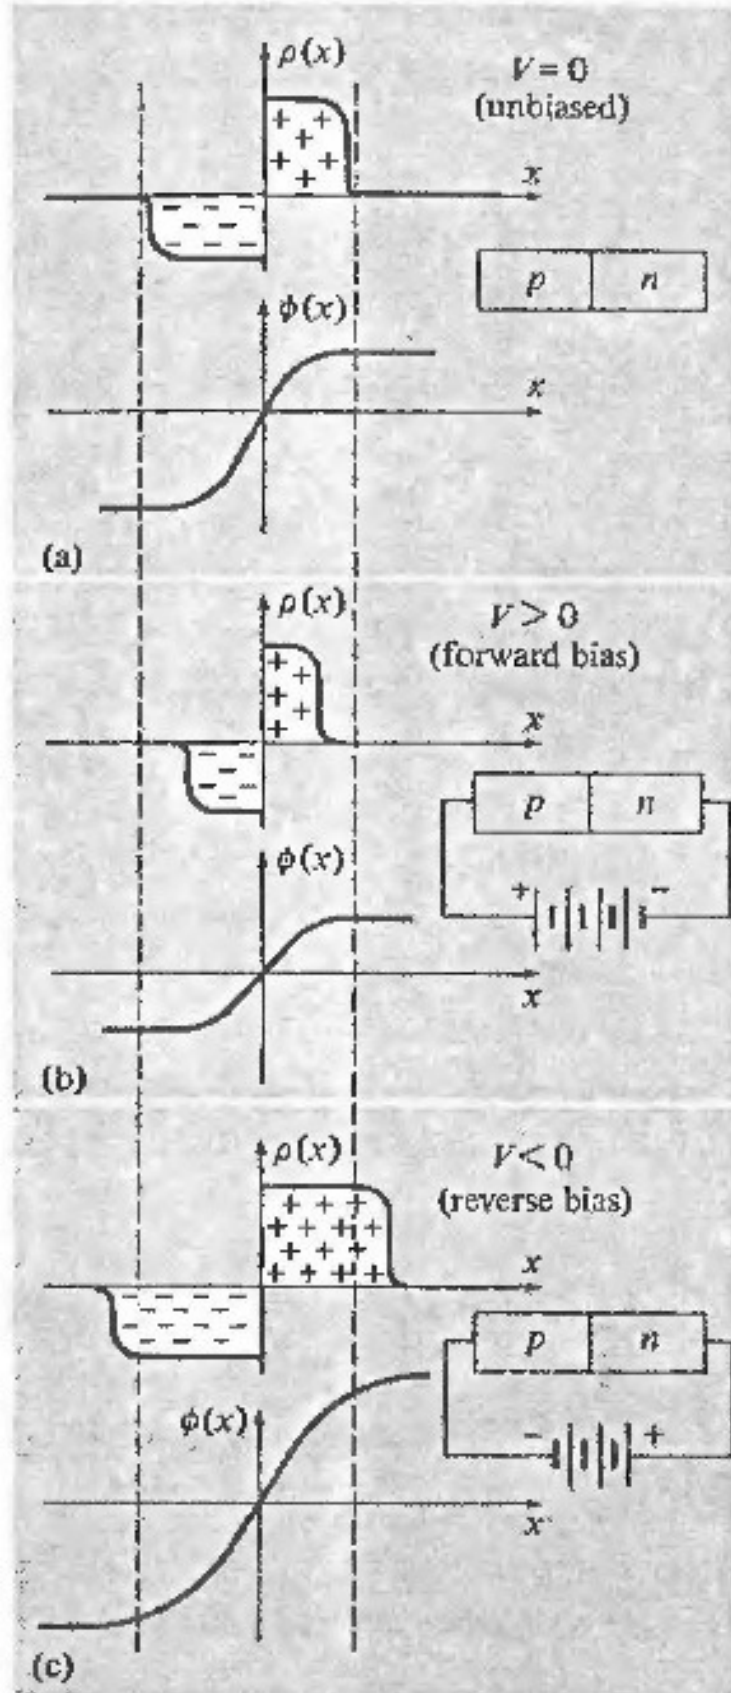 ρ(x)
V = 0
(unbiased)
x
p n
ϕ(x)
x
(a)
ρ(x)
V > 0
(forward bias)
x
p n
ϕ(x)
+ −
x
(b)
ρ(x)
V < 0
(reverse bias)
x
p n
ϕ(x)
− +
x
(c)